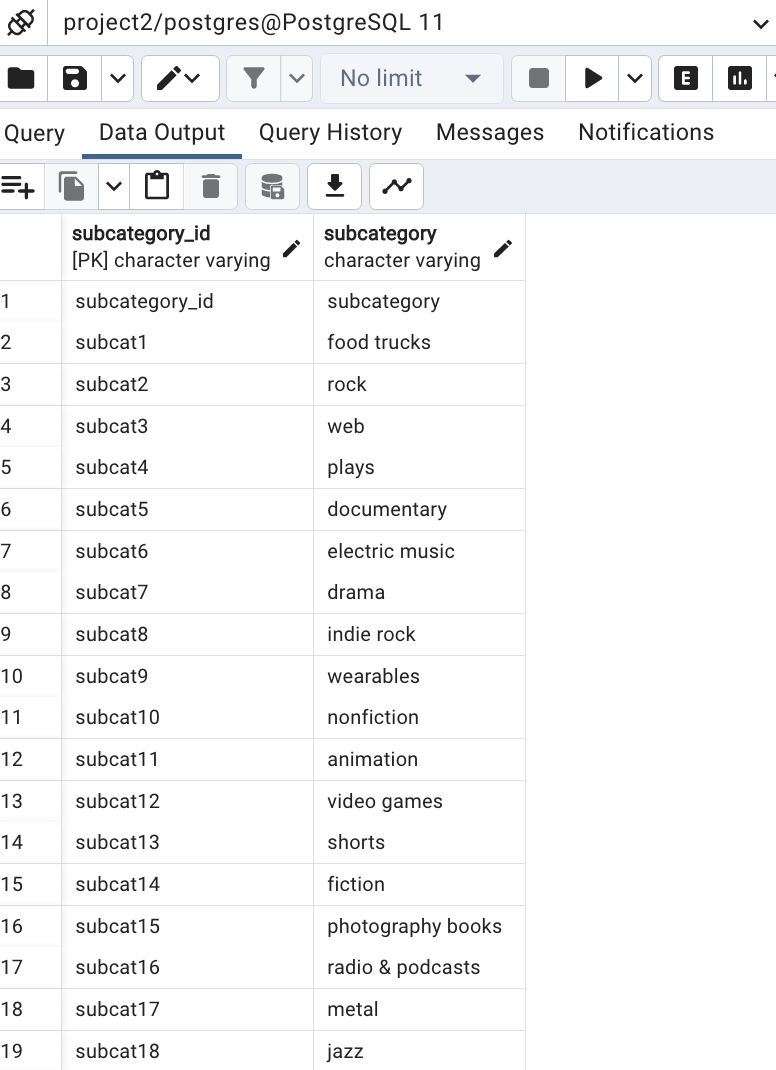 project2/postgres@PostgreSQL 11
No limit
E
Query Data Output Query History Messages Notifications
subcategory_id subcategory
[PK] character varying character varying
1 subcategory_id subcategory
2 subcat1 food trucks
3 subcat2 rock
4 subcat3 web
5 subcat4 plays
6 subcat5 documentary
7 subcat6 electric music
8 subcat7 drama
9 subcat8 indie rock
10 subcat9 wearables
11 subcat10 nonfiction
12 subcat11 animation
13 subcat12 video games
14 subcat13 shorts
15 subcat14 fiction
16 subcat15 photography books
17 subcat16 radio & podcasts
18 subcat17 metal
19 subcat18 jazz